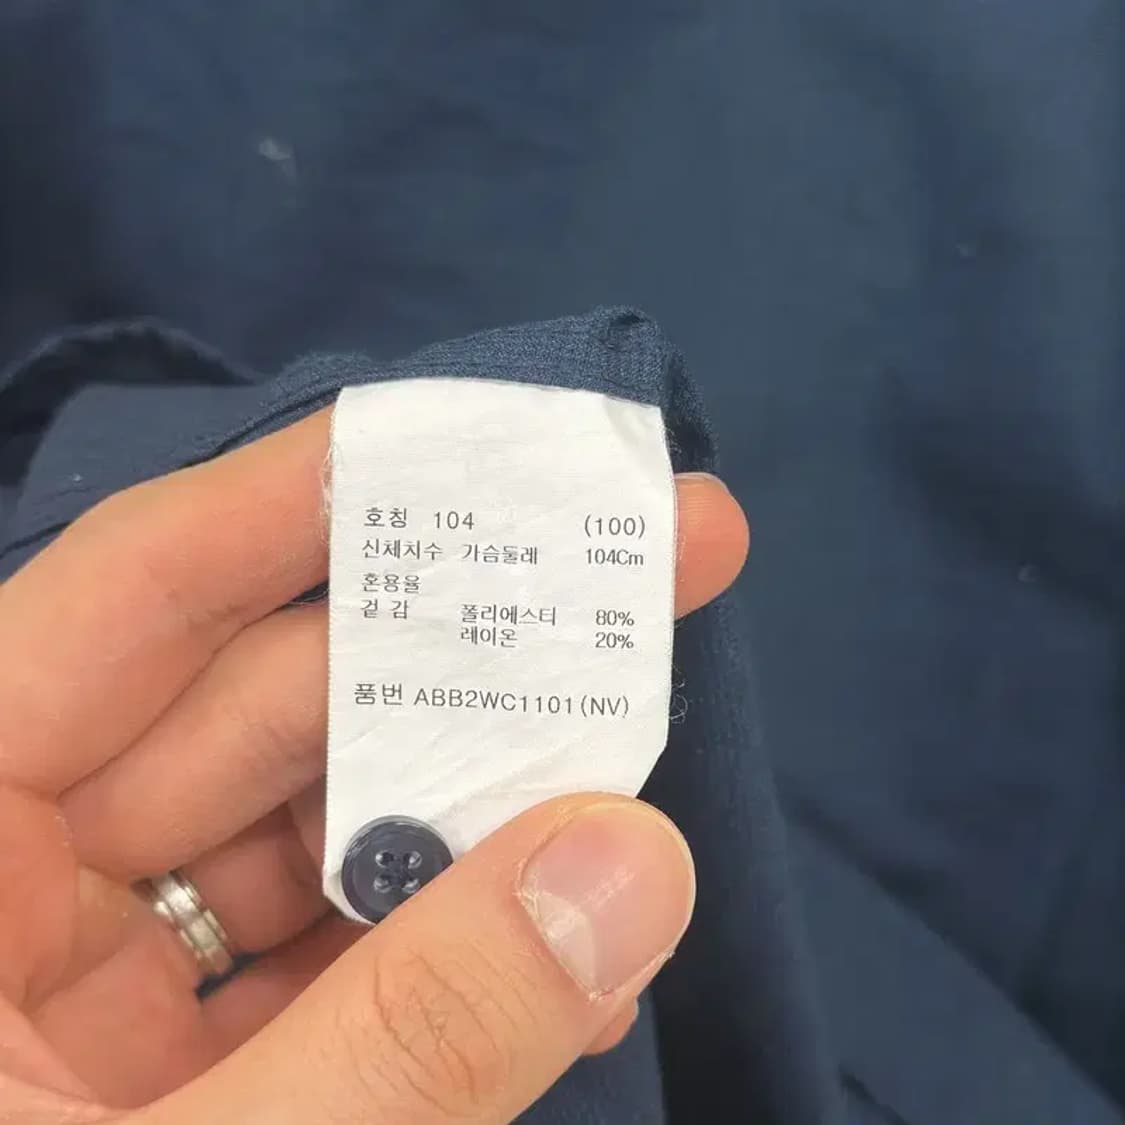 호칭 104 (100)
신체치수 가슴둘레 104Cm
혼용율
겉 감 폴리에스터 80%
레이온 20%
품번 ABB2WC1101(NV)